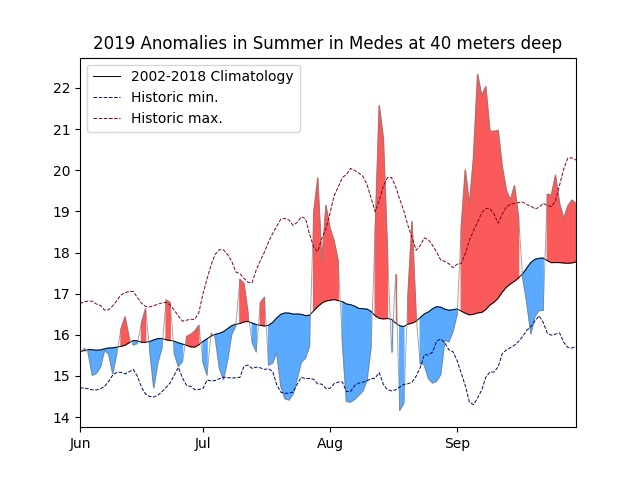 2019 Anomalies in Summer in Medes at 40 meters deep
2002-2018 Climatology
Historic min.
Historic max.
22
21
20
19
18
17
16
15
14
Jun Jul Aug Sep